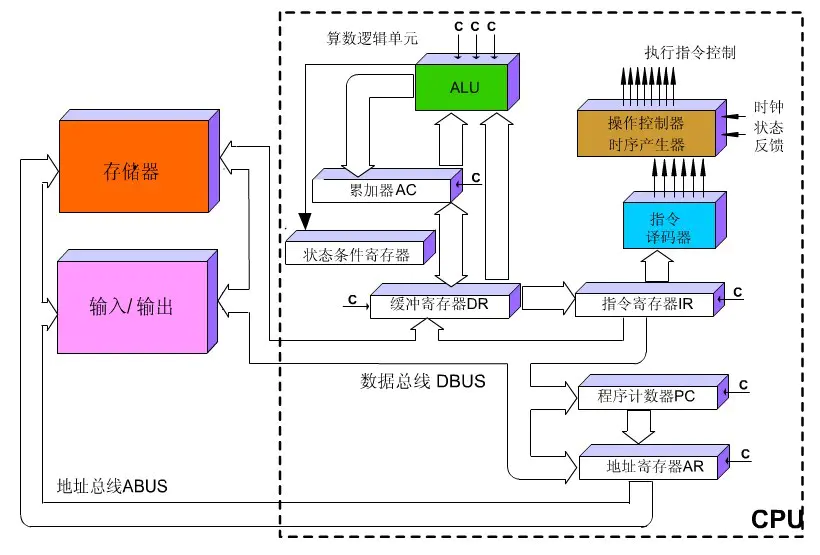 C C C
算数逻辑单元
执行指令控制
ALU
时钟
操作控制器
状态
时序产生器
反馈
存储器
累加器AC
C
指令
译码器
状态条件寄存器
输入/输出
C
缓冲寄存器DR
指令寄存器IR
C
数据总线 DBUS
程序计数器PC
C
地址寄存器AR
C
地址总线ABUS
CPU